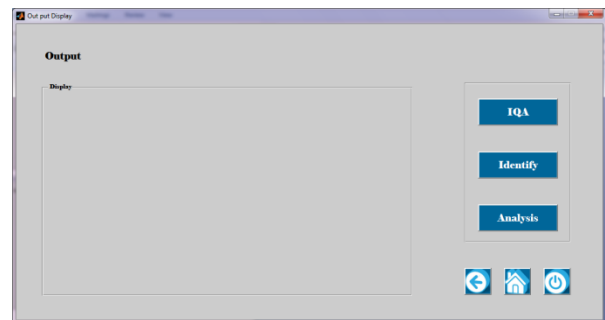 Out put Display
Output
Display
IQA
Identify
Analysis